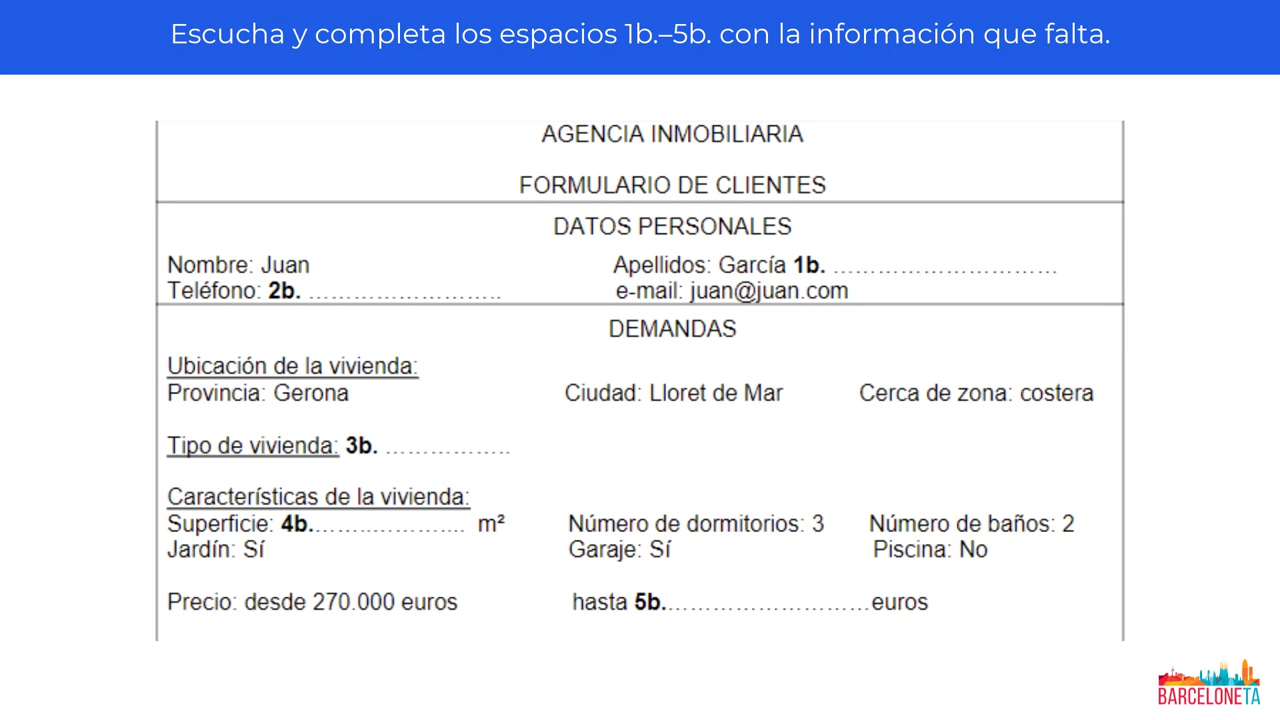 Escucha y completa los espacios 1b.–5b. con la información que falta.
AGENCIA INMOBILIARIA
FORMULARIO DE CLIENTES
DATOS PERSONALES
Nombre: Juan Apellidos: García 1b. ……………………………
Teléfono: 2b. …………………….. e-mail: juan@juan.com
DEMANDAS
Ubicación de la vivienda:
Provincia: Gerona Ciudad: Lloret de Mar Cerca de zona: costera
Tipo de vivienda: 3b. ……………..
Características de la vivienda:
Superficie: 4b.……..………….. m² Número de dormitorios: 3 Número de baños: 2
Jardín: Sí Garaje: Sí Piscina: No
Precio: desde 270.000 euros hasta 5b.………………………euros
BARCELONETA